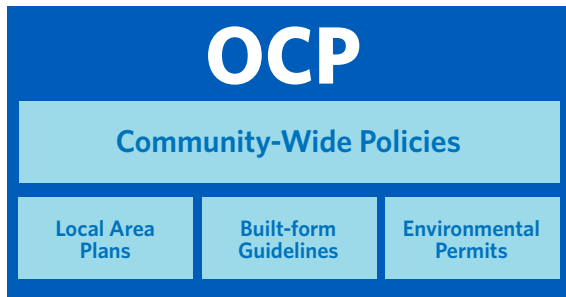 OCP
Community-Wide Policies
Local Area
Plans
Built-form
Guidelines
Environmental
Permits